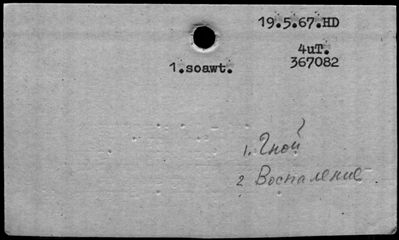 19.5.67.HD
4uT.
1.soawt. 367082
1. Гной
2. Воспаление